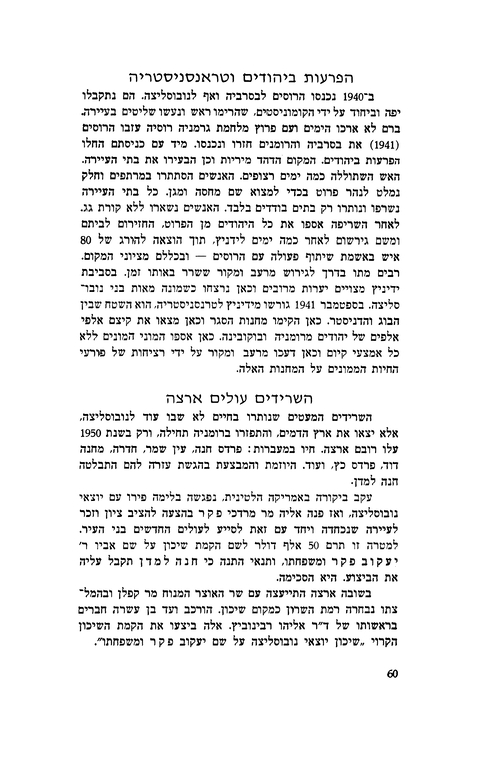 הפרעות ביהודים וטראנסניסטריה
ב־1940 נכנסו הרוסים לבסרביה ואף לנובוסליצה. הם נתקבלו
יפה וביחוד על ידי הקומוניסטים, שהרימו ראש ונעשו שליטים בעיירה.
ברם לא ארכו הימים ועם פרוץ מלחמת גרמניה רוסיה עזבו הרוסים
(1941) את בסרביה והרומנים חזרו ונכנסו. מיד עם כניסתם החלו
הפרעות ביהודים. המקום הדהד מיריות וכן הבעירו את בתי העיירה.
האש השתוללה כמה ימים רצופים. האנשים הסתתרו במרתפים וחלק
נמלט לנהר פרוט בכדי למצוא שם מחסה ומגן. כל בתי העיירה
נשרפו ונותרו רק בתים בודדים בלבד. האנשים נשארו ללא קורת גג.
לאחר השריפה אספו את כל היהודים מן הפרוט, החזירום לביתם
ומשם גירשום לאחר כמה ימים לידניץ, תוך הוצאה להורג של 80
איש באשמת שיתוף פעולה עם הרוסים — ובכללם מציוני המקום.
רבים מתו בדרך לגירוש מרעב ומקור ששרר באותו זמן. בסביבת
ידיניץ מצויים יערות מרובים וכאן נרצחו כשמונה מאות בני נובו־
סליצה. בספטמבר 1941 גורשו מידיניץ לטרנסניסטריה, הוא השטח שבין
הבוג והדניסטר. כאן הקימו מחנות הסגר וכאן מצאו את קיצם אלפי
אלפים של יהודים מרומניה ובוקובינה. כאן אספו המוני המונים ללא
כל אמצעי קיום וכאן דעכו מרעב ומקור על ידי רציחות של פורעי
החיות הממונים על המחנות האלה.
השרידים עולים ארצה
השרידים המעטים שנותרו בחיים לא שבו עוד לנובוסליצה,
אלא יצאו את ארץ הדמים, והתפזרו ברומניה תחילה, ורק בשנת 1950
עלו רובם ארצה. חיו במעברות: פרדס חנה, עין שמר, חדרה, מחנה
דוד, פרדס כץ, ועוד. היוזמת והמבצעת בהגשת עזרה להם התבלטה
חנה למדן.
עקב ביקורה באמריקה הלטינית, נפגשה בלימה פירו עם יוצאי
נובוסליצה, ואז פנה אליה מר מרדכי פקר בהצעה להציב ציון וזכר
לעיירה שנכחדה ויחד עם זאת לסייע לעולים החדשים בני העיר.
למטרה זו תרם 50 אלף דולר לשם הקמת שיכון על שם אביו ר׳
יעקוב פקר ומשפחתו, ותנאי התנה כי חנה למדן תקבל עליה
את הביצוע. היא הסכימה.
בשובה ארצה התייעצה עם שר האוצר המנוח מר קפלן ובהמל־
צתו נבחרה רמת השרון כמקום שיכון. הורכב ועד בן עשרה חברים
בראשותו של ד״ר אליהו רבינוביץ. אלה ביצעו את הקמת השיכון
הקרוי „שיכון יוצאי נובוסליצה על שם יעקוב פקר ומשפחתו״.
60